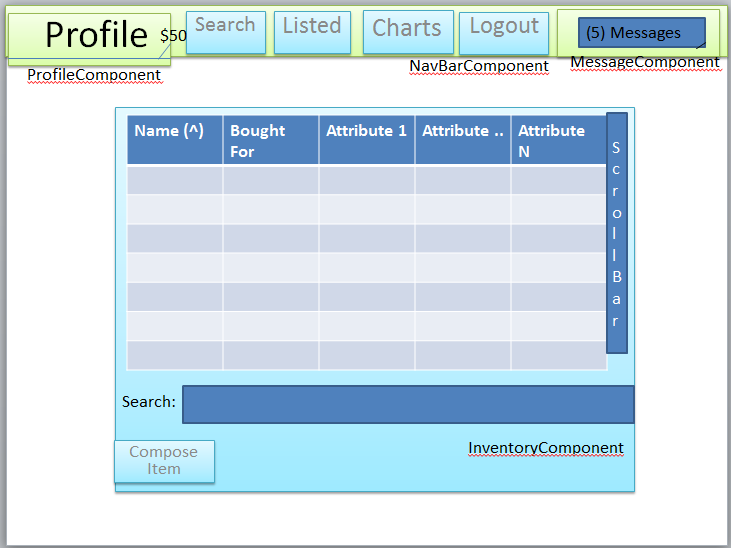 Profile $50 Search Listed Charts Logout (5) Messages
ProfileComponent NavBarComponent MessageComponent
Name (^) Bought For Attribute 1 Attribute .. Attribute N
ScrollBar
Search:
Compose
Item
InventoryComponent